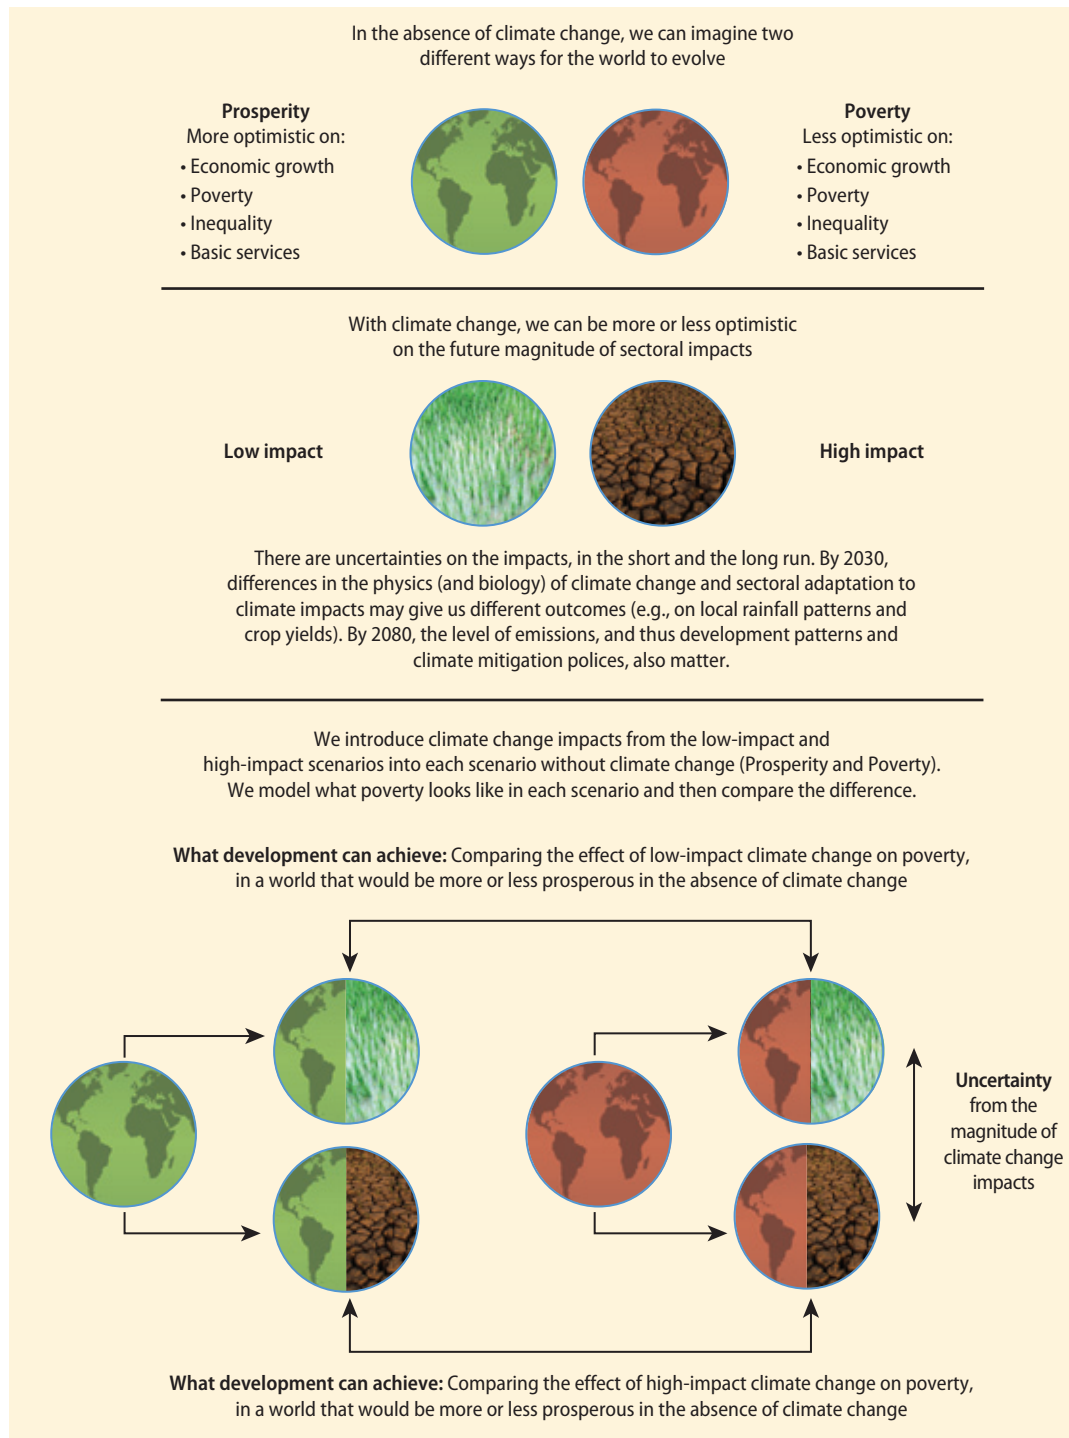 In the absence of climate change, we can imagine two
different ways for the world to evolve
Prosperity
More optimistic on:
• Economic growth
• Poverty
• Inequality
• Basic services
Poverty
Less optimistic on:
• Economic growth
• Poverty
• Inequality
• Basic services
With climate change, we can be more or less optimistic
on the future magnitude of sectoral impacts
Low impact
High impact
There are uncertainties on the impacts, in the short and the long run. By 2030,
differences in the physics (and biology) of climate change and sectoral adaptation to
climate impacts may give us different outcomes (e.g., on local rainfall patterns and
crop yields). By 2080, the level of emissions, and thus development patterns and
climate mitigation polices, also matter.
We introduce climate change impacts from the low-impact and
high-impact scenarios into each scenario without climate change (Prosperity and Poverty).
We model what poverty looks like in each scenario and then compare the difference.
What development can achieve: Comparing the effect of low-impact climate change on poverty,
in a world that would be more or less prosperous in the absence of climate change
Uncertainty
from the
magnitude of
climate change
impacts
What development can achieve: Comparing the effect of high-impact climate change on poverty,
in a world that would be more or less prosperous in the absence of climate change